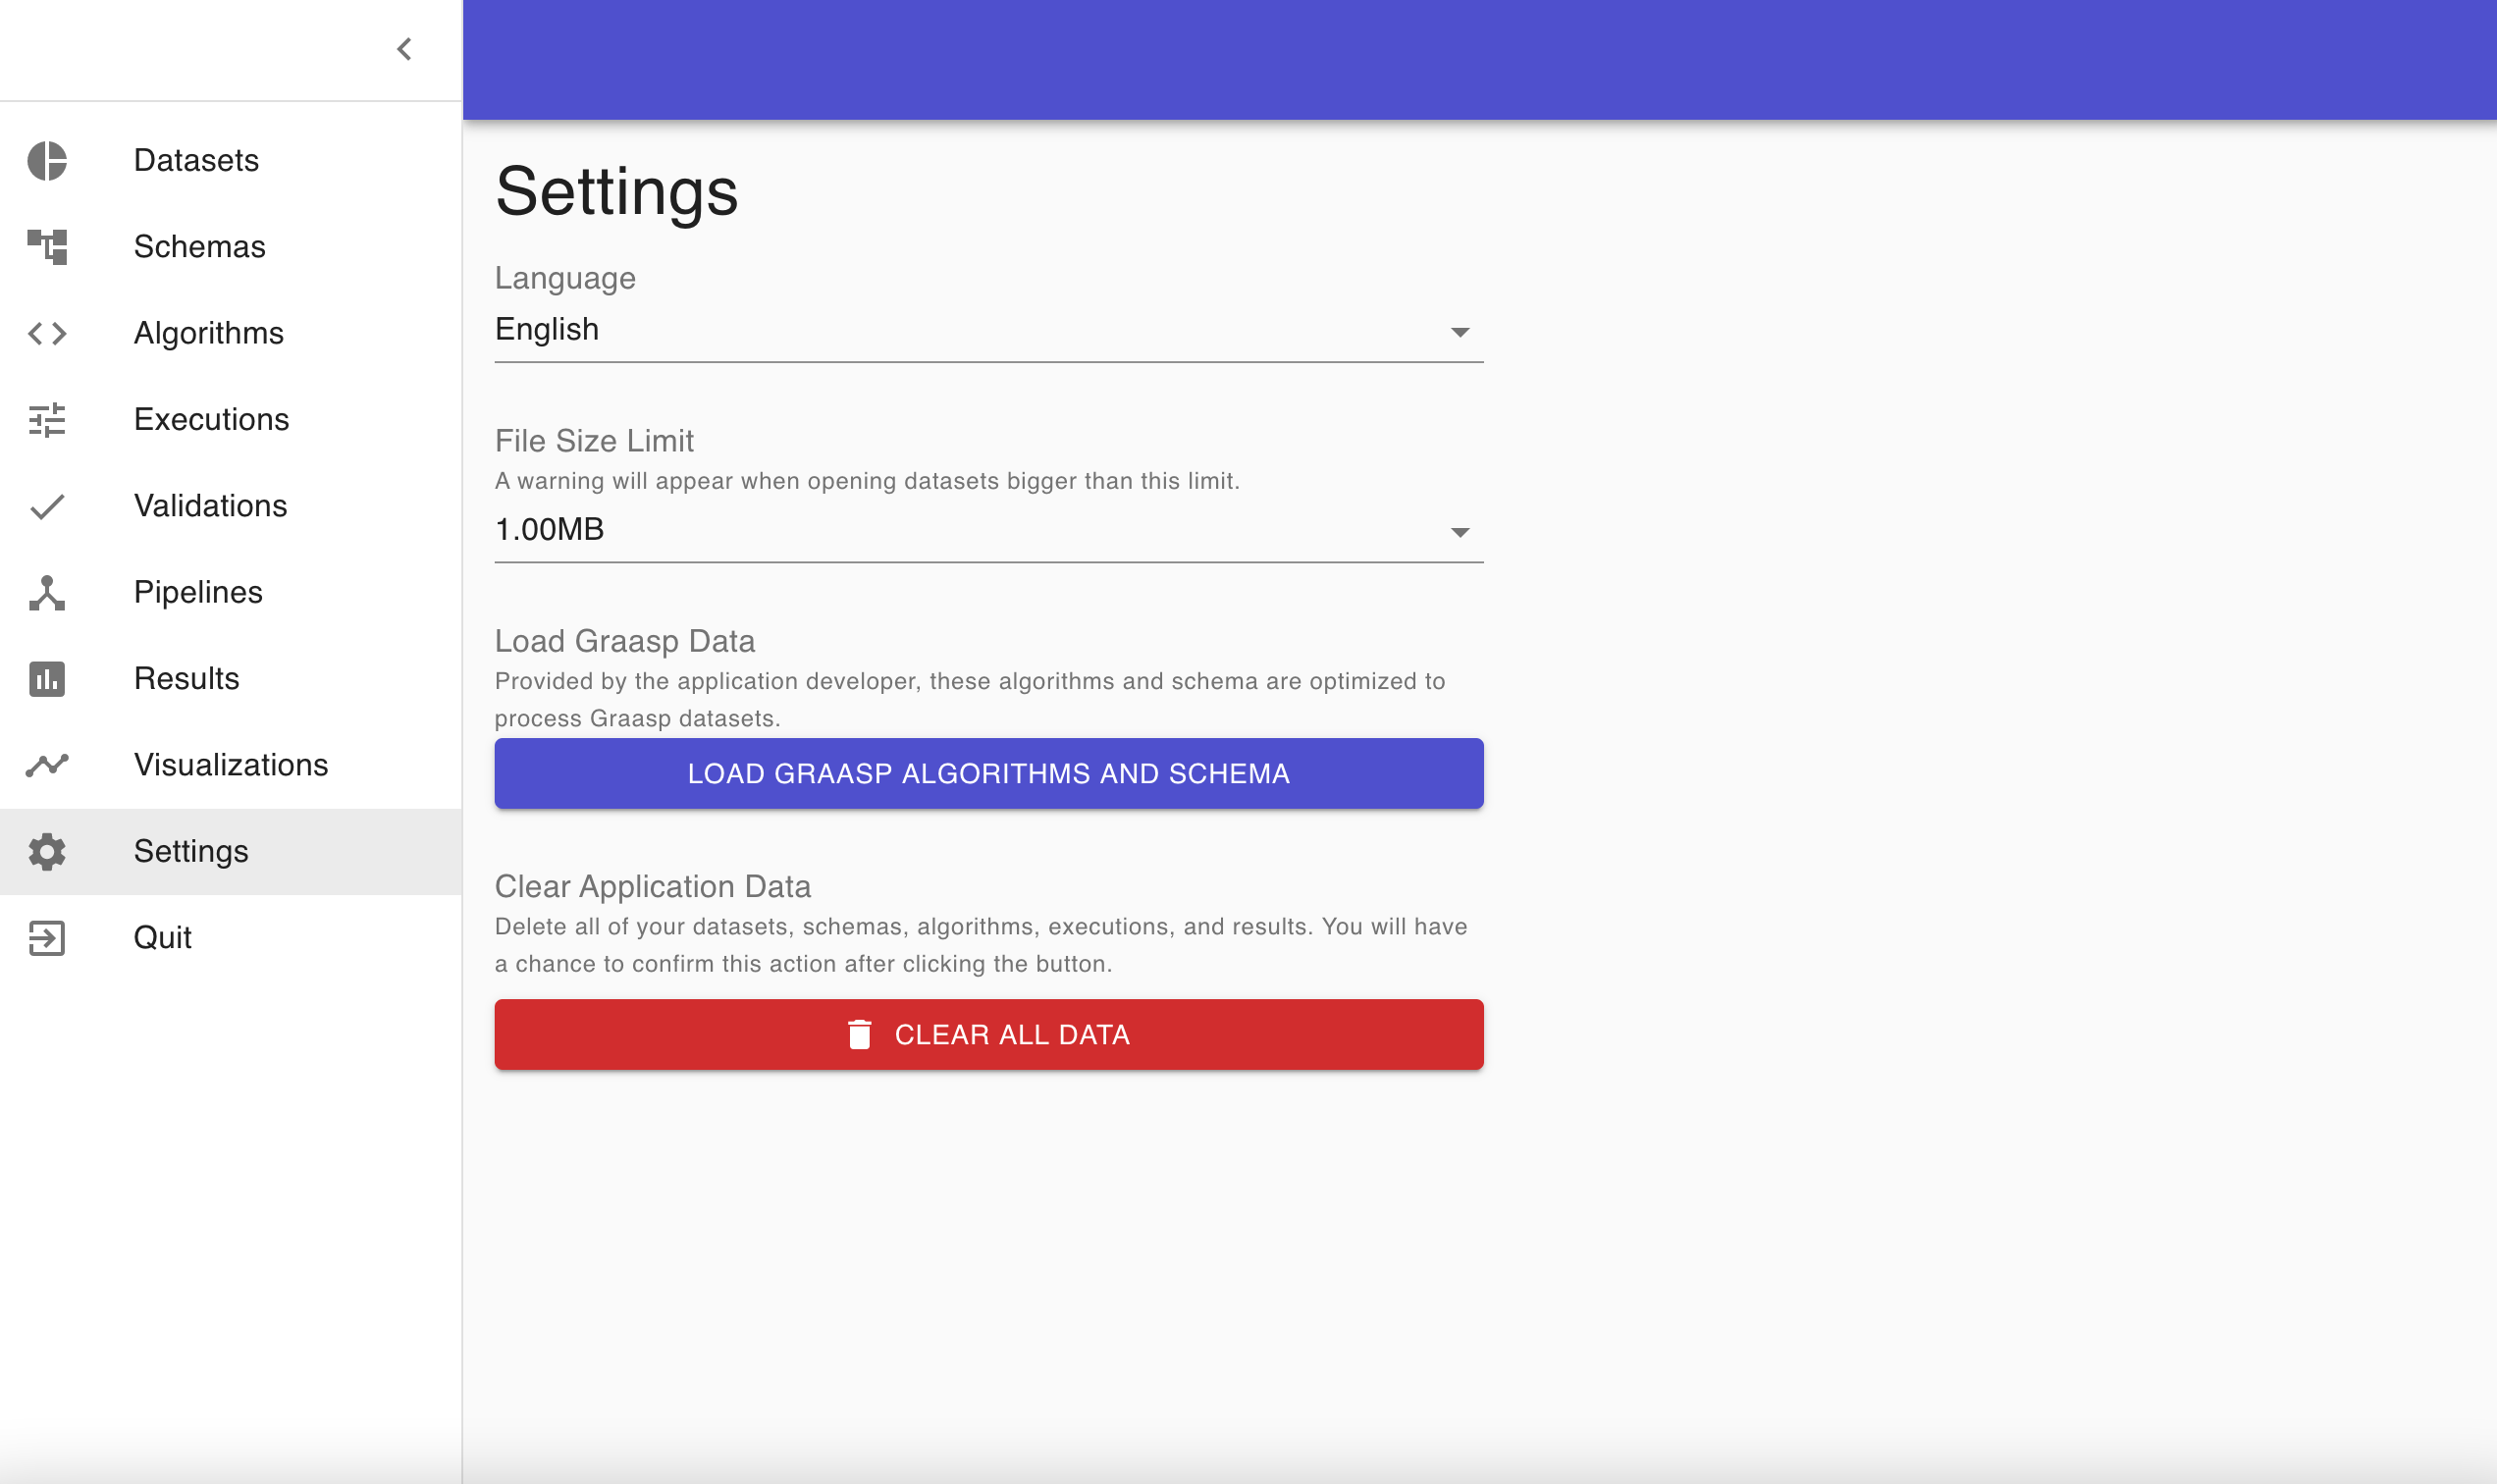 Datasets
Schemas
Algorithms
Executions
Validations
Pipelines
Results
Visualizations
Settings
Quit
Settings
Language
English
File Size Limit
A warning will appear when opening datasets bigger than this limit.
1.00MB
Load Graasp Data
Provided by the application developer, these algorithms and schema are optimized to
process Graasp datasets.
LOAD GRAASP ALGORITHMS AND SCHEMA
Clear Application Data
Delete all of your datasets, schemas, algorithms, executions, and results. You will have
a chance to confirm this action after clicking the button.
CLEAR ALL DATA